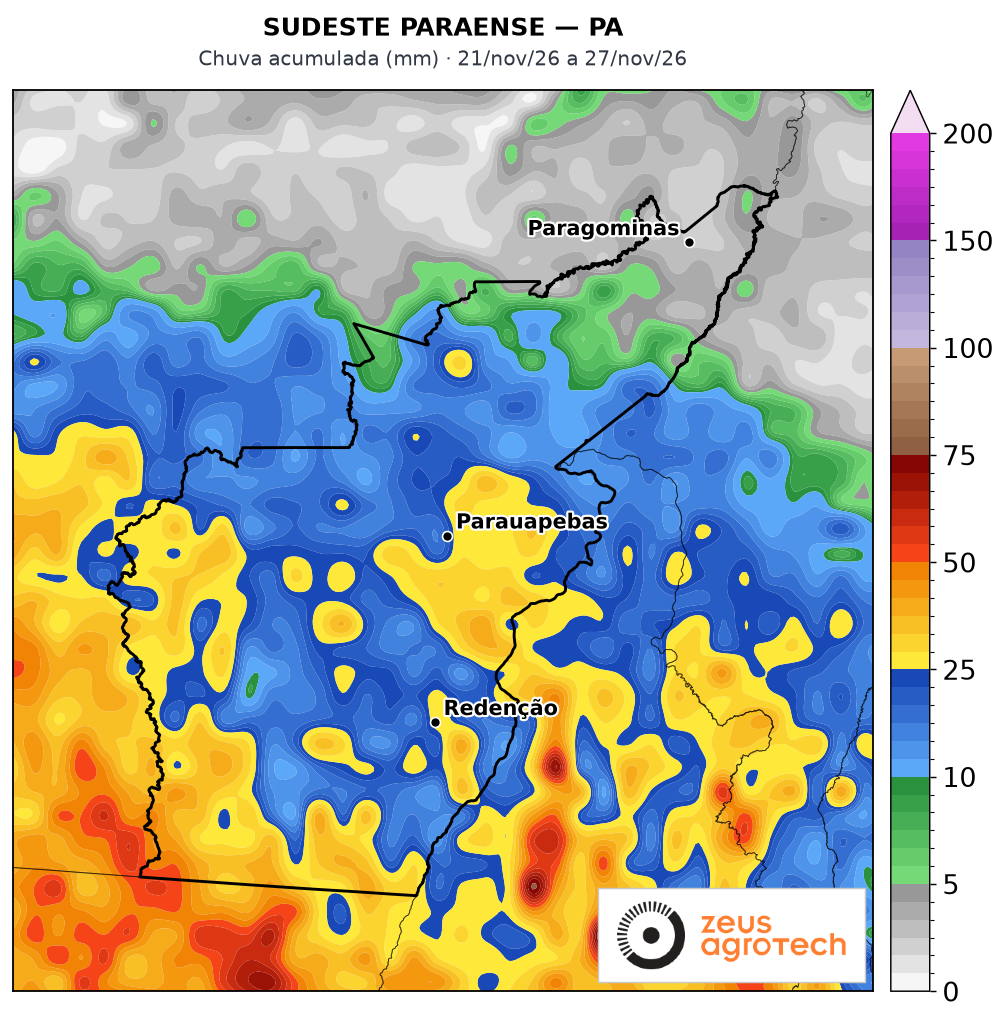 SUDESTE PARAENSE — PA
Chuva acumulada (mm) · 21/nov/26 a 27/nov/26
Paragominas
Parauapebas
Redenção
200
150
100
75
50
25
10
5
0
zeus
agrotech